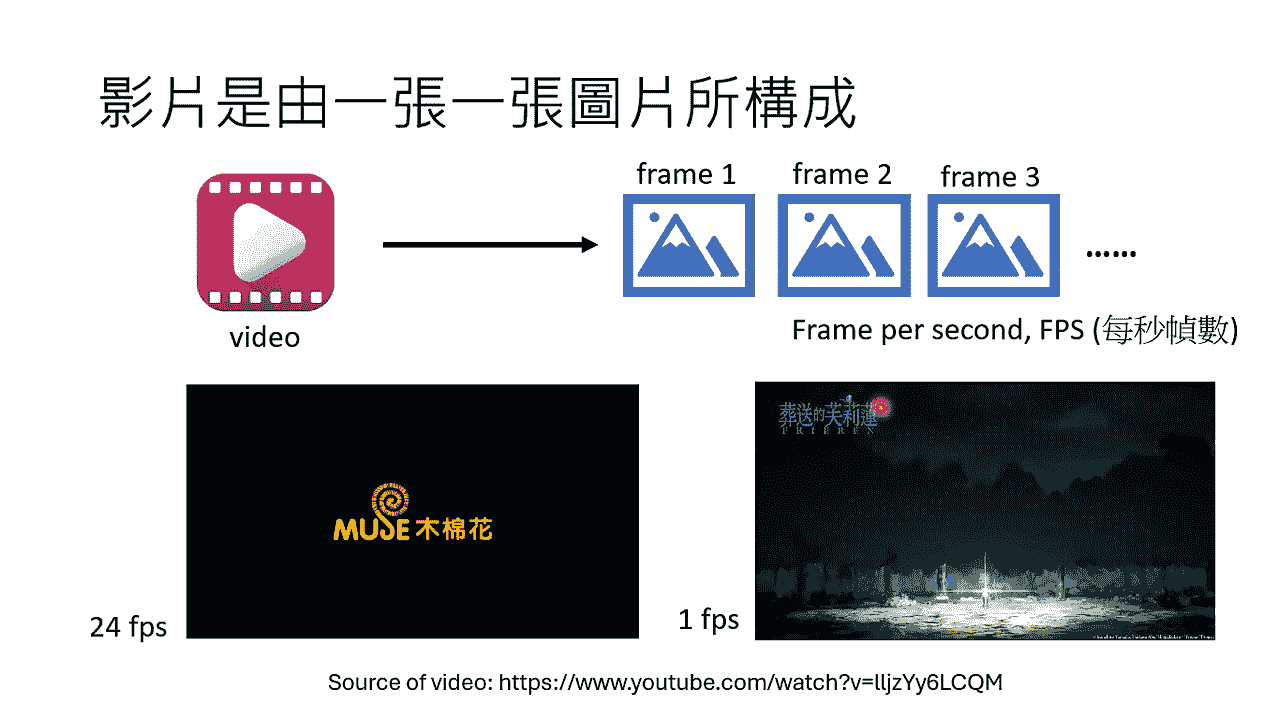 影片是由一張一張圖片所構成
frame 1
frame 2
frame 3
......
video
Frame per second, FPS (每秒幀數)
MUSE 木棉花
葬送的芙莉蓮
FRIEREN
24 fps
1 fps
Source of video: https://www.youtube.com/watch?v=lljzYy6LCQM